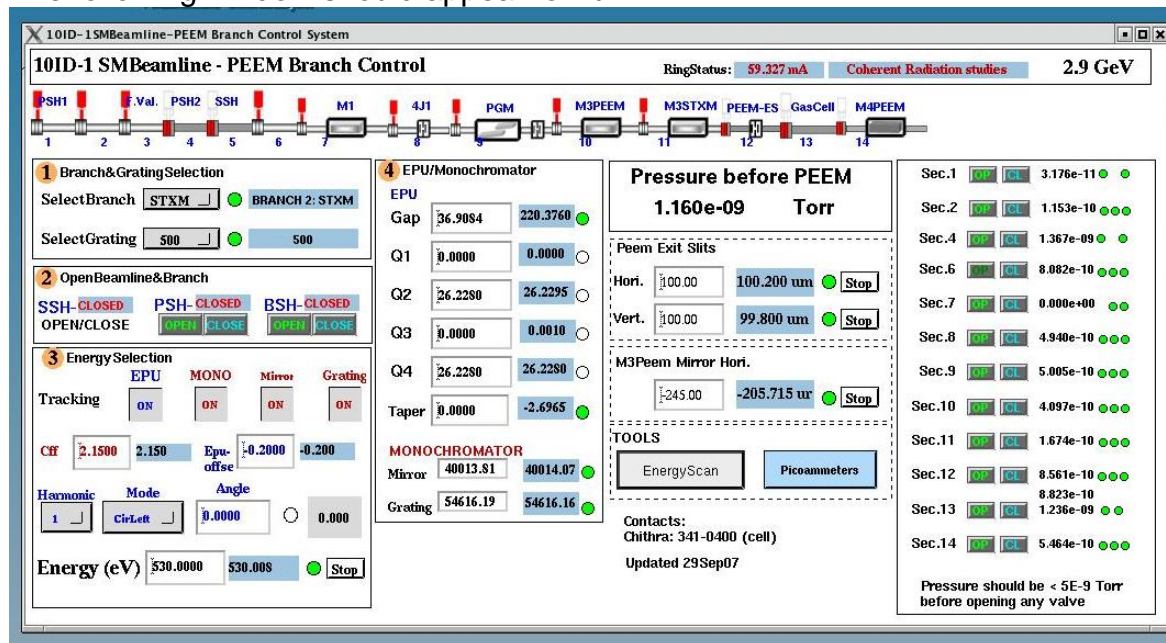 10ID-1SMBeamline-PEEM Branch Control System
10ID-1 SMBeamline - PEEM Branch Control
RingStatus: 59.327 mA Coherent Radiation studies 2.9 GeV
PSH1 F.Val. PSH2 SSH M1 4J1 PGM M3PEEM M3STXM PEEM-ES GasCell M4PEEM
1 2 3 4 5 6 7 8 9 10 11 12 13 14
1 Branch&GratingSelection
SelectBranch STXM BRANCH 2: STXM
SelectGrating 500 500
2 OpenBeamline&Branch
SSH-CLOSED PSH-CLOSED BSH-CLOSED
OPEN/CLOSE OPEN CLOSE OPEN CLOSE
3 EnergySelection
EPU MONO Mirror Grating
Tracking ON ON ON ON
Cff 2.1500 2.150 Epu-offse -0.2000 -0.200
Harmonic Mode Angle
1 CirLeft 0.0000 0.000
Energy (eV) 530.0000 530.008 Stop
4 EPU/Monochromator
EPU
Gap 36.9084 220.3760
Q1 0.0000 0.0000
Q2 26.2280 26.2295
Q3 0.0000 0.0010
Q4 26.2280 26.2280
Taper 0.0000 -2.6965
MONOCHROMATOR
Mirror 40013.81 40014.07
Grating 54616.19 54616.16
Pressure before PEEM
1.160e-09 Torr
Peem Exit Slits
Hori. 100.00 100.200 um Stop
Vert. 100.00 99.800 um Stop
M3Peem Mirror Hori.
-245.00 -205.715 ur Stop
TOOLS
EnergyScan Picoammeters
Contacts:
Chithra: 341-0400 (cell)
Updated 29Sep07
Sec.1 OP CL 3.176e-11
Sec.2 OP CL 1.153e-10
Sec.4 OP CL 1.367e-09
Sec.6 OP CL 8.082e-10
Sec.7 OP CL 0.000e+00
Sec.8 OP CL 4.940e-10
Sec.9 OP CL 5.005e-10
Sec.10 OP CL 4.097e-10
Sec.11 OP CL 1.674e-10
Sec.12 OP CL 8.561e-10
8.823e-10
Sec.13 OP CL 1.236e-09
Sec.14 OP CL 5.464e-10
Pressure should be < 5E-9 Torr
before opening any valve